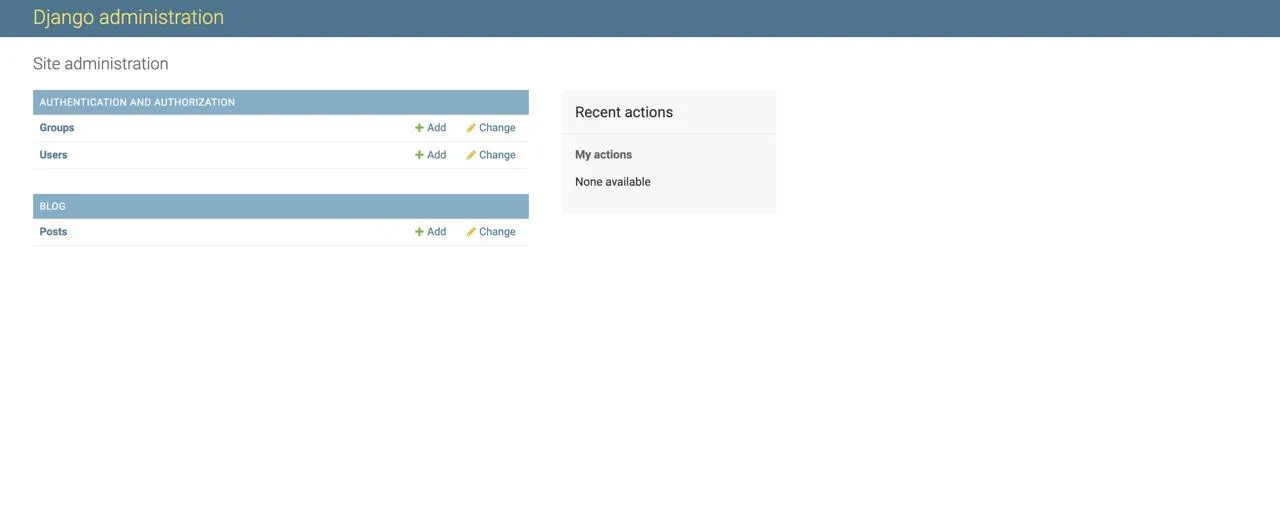 Django administration
Site administration
AUTHENTICATION AND AUTHORIZATION
Groups Add Change
Users Add Change
BLOG
Posts Add Change
Recent actions
My actions
None available